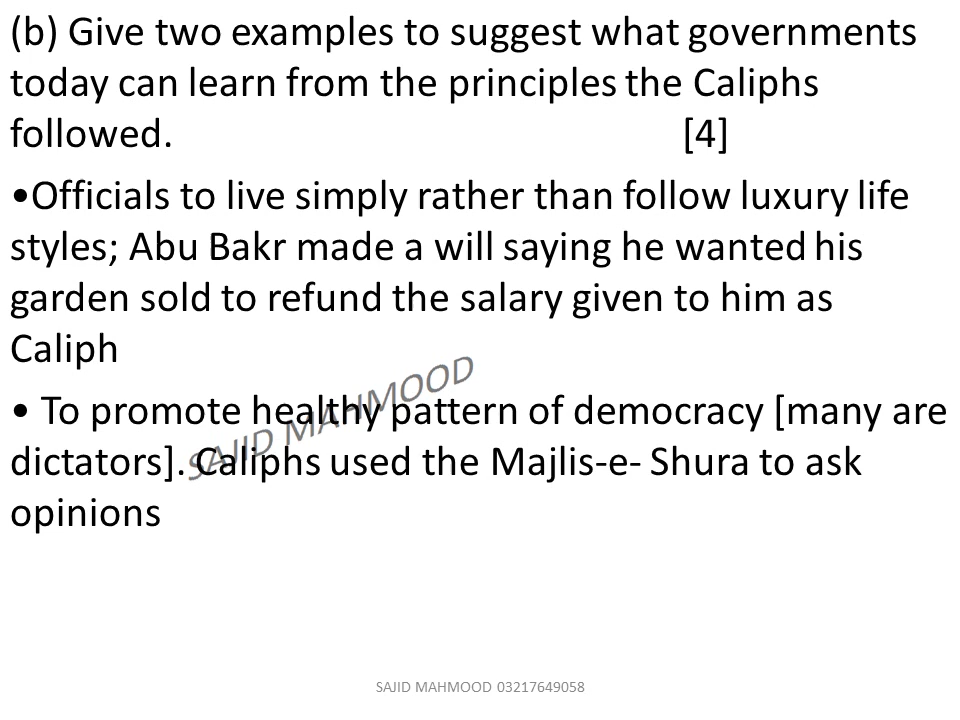 (b) Give two examples to suggest what governments
today can learn from the principles the Caliphs
followed. [4]
•Officials to live simply rather than follow luxury life
styles; Abu Bakr made a will saying he wanted his
garden sold to refund the salary given to him as
Caliph
• To promote healthy pattern of democracy [many are
dictators]. Caliphs used the Majlis-e- Shura to ask
opinions
SAJID MAHMOOD
SAJID MAHMOOD 03217649058